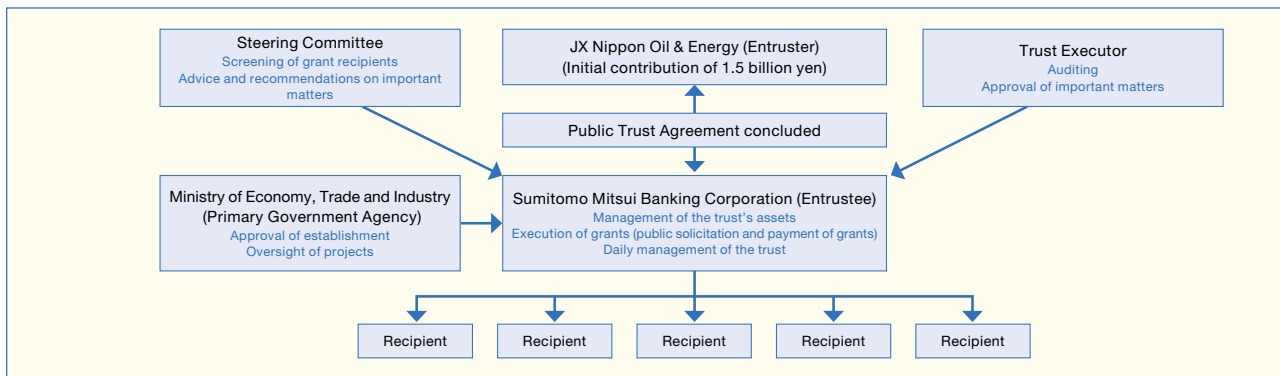 Steering Committee
Screening of grant recipients
Advice and recommendations on important
matters
JX Nippon Oil & Energy (Entruster)
(Initial contribution of 1.5 billion yen)
Trust Executor
Auditing
Approval of important matters
Public Trust Agreement concluded
Ministry of Economy, Trade and Industry
(Primary Government Agency)
Approval of establishment
Oversight of projects
Sumitomo Mitsui Banking Corporation (Entrustee)
Management of the trust's assets
Execution of grants (public solicitation and payment of grants)
Daily management of the trust
Recipient
Recipient
Recipient
Recipient
Recipient